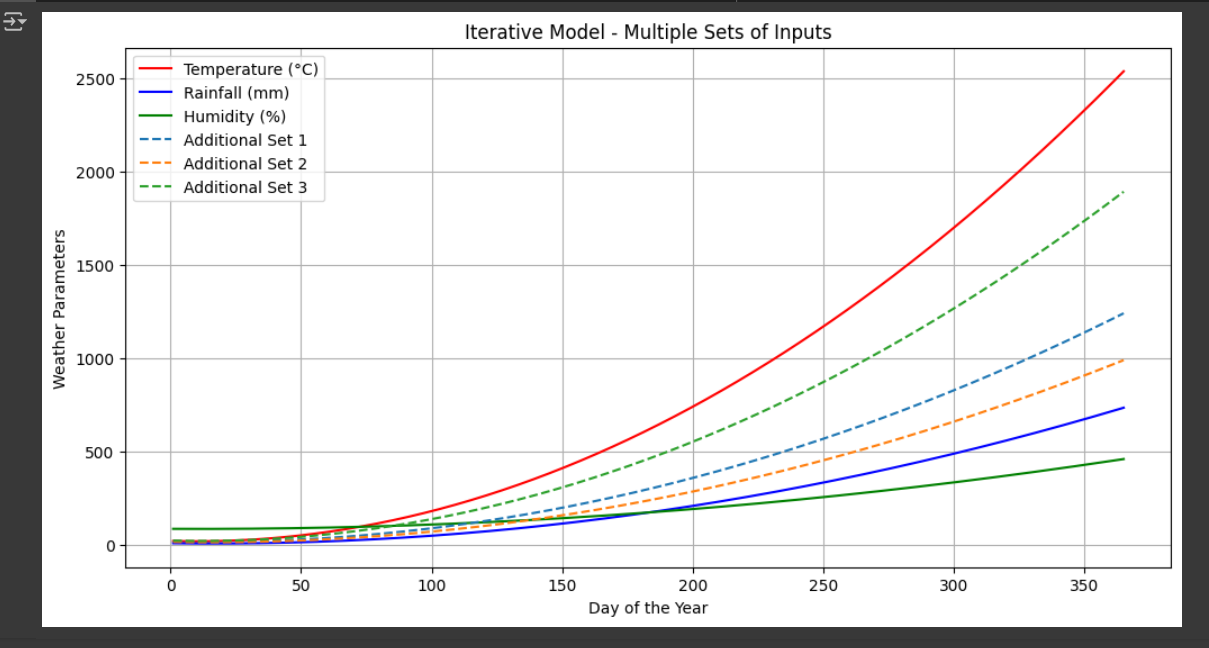 Iterative Model - Multiple Sets of Inputs
Temperature (°C)
Rainfall (mm)
Humidity (%)
Additional Set 1
Additional Set 2
Additional Set 3
Weather Parameters
2500
2000
1500
1000
500
0
0 50 100 150 200 250 300 350
Day of the Year